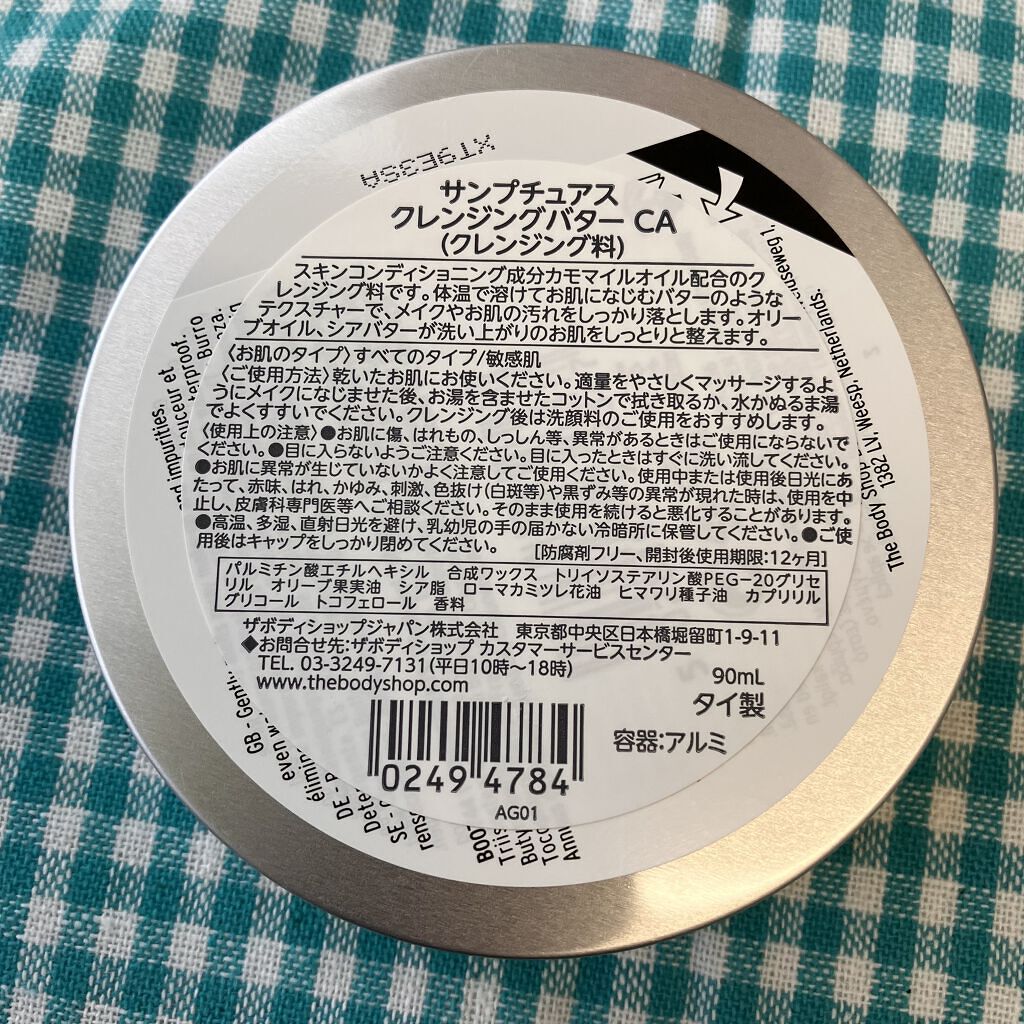 XT9E3SA
サンプチュアス
クレンジングバター CA
(クレンジング料)
スキンコンディショニング成分カモマイルオイル配合のク
レンジング料です。体温で溶けてお肌になじむバターのような
テクスチャーで、メイクやお肌の汚れをしっかり落とします。オリー
ブオイル、シアバターが洗い上がりのお肌をしっとりと整えます。
〈お肌のタイプ〉すべてのタイプ/敏感肌
〈ご使用方法〉乾いたお肌にお使いください。適量をやさしくマッサージするよ
うにメイクになじませた後、お湯を含ませたコットンで拭き取るか、水かぬるま湯
でよくすすいでください。クレンジング後は洗顔料のご使用をおすすめします。
〈使用上の注意〉●お肌に傷、はれもの、しっしん等、異常があるときはご使用にならないで
ください。●目に入らないようご注意ください。目に入ったときはすぐに洗い流してください。
●お肌に異常が生じていないかよく注意してご使用ください。使用中または使用後日光にあ
たって、赤味、はれ、かゆみ、刺激、色抜け(白斑等)や黒ずみ等の異常が現れた時は、使用を中
止し、皮膚科専門医等へご相談ください。そのまま使用を続けると悪化することがあります。
●高温、多湿、直射日光を避け、乳幼児の手の届かない冷暗所に保管してください。●ご使
用後はキャップをしっかり閉めてください。 [防腐剤フリー、開封後使用期限:12ヶ月]
パルミチン酸エチルヘキシル 合成ワックス トリイソステアリン酸PEG-20グリセ
リル オリーブ果実油 シア脂 ローマカミツレ花油 ヒマワリ種子油 カプリリル
グリコール トコフェロール 香料
ザボディショップジャパン株式会社 東京都中央区日本橋堀留町1-9-11
◆お問合せ先:ザボディショップ カスタマーサービスセンター
TEL. 03-3249-7131(平日10時〜18時)
www.thebodyshop.com
90mL
タイ製
容器:アルミ
0249 4784
AG01
The Body Shop
1382 LV Weesp, Netherlands.
and impurities.
douceur et
erproof.
Burro
GB - Gentl
even w
élimin
DE - P
Dete
SE -
rens